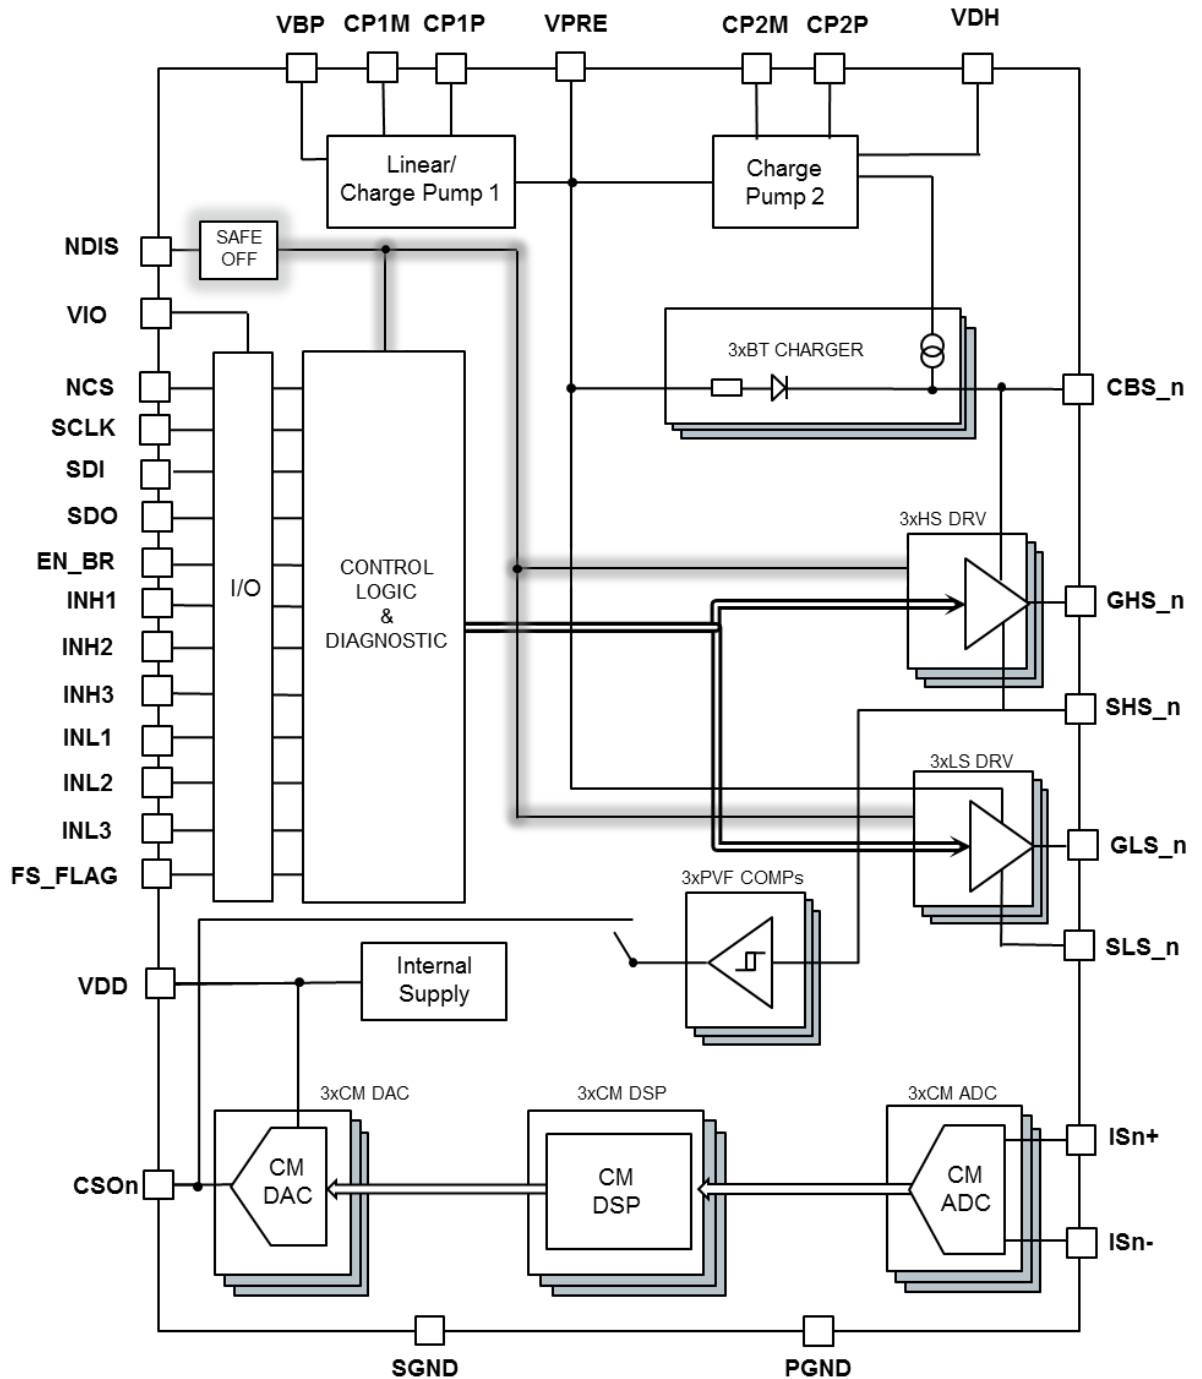 VBP
CP1M
CP1P
VPRE
CP2M
CP2P
VDH
Linear/
Charge Pump 1
Charge
Pump 2
NDIS
SAFE
OFF
VIO
3xBT CHARGER
NCS
CBS_n
SCLK
SDI
SDO
3xHS DRV
EN_BR
I/O
CONTROL
LOGIC
&
DIAGNOSTIC
INH1
GHS_n
INH2
INH3
SHS_n
INL1
3xLS DRV
INL2
INL3
GLS_n
FS_FLAG
3xPVF COMPs
SLS_n
VDD
Internal
Supply
3xCM DAC
3xCM DSP
3xCM ADC
ISn+
CSOn
CM
DAC
CM
DSP
CM
ADC
ISn-
SGND
PGND